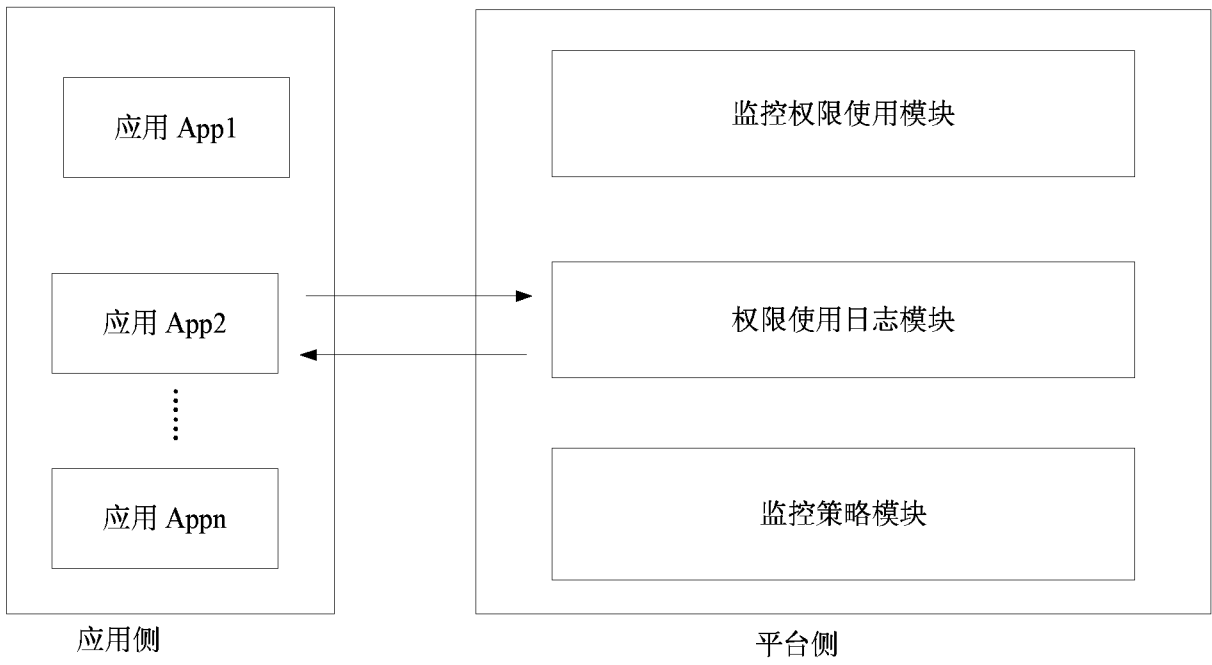 应用 App1
应用 App2
应用 Appn
应用侧
监控权限使用模块
权限使用日志模块
监控策略模块
平台侧